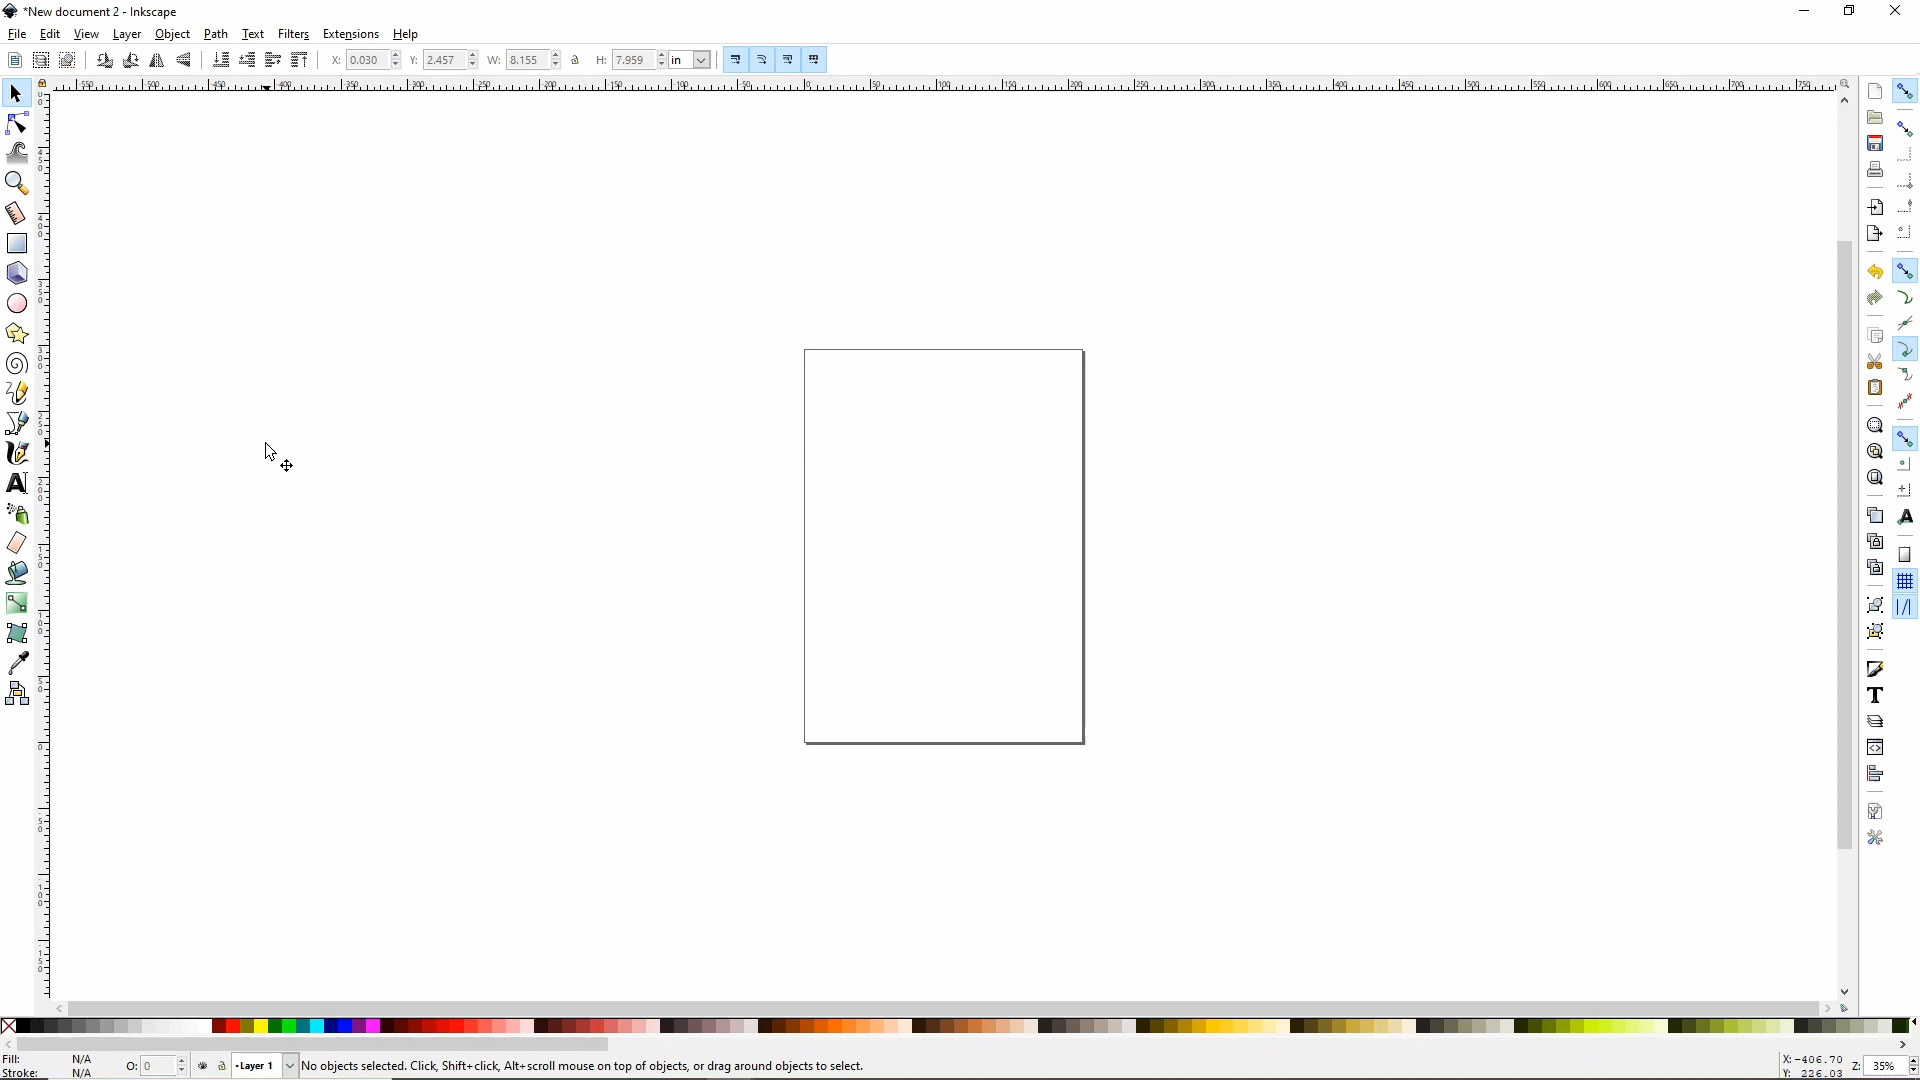 *New document 2 - Inkscape
File Edit View Layer Object Path Text Filters Extensions Help
X: 0.030 Y: 2.457 W: 8.155 H: 7.959 in
Fill: N/A
Stroke: N/A
O: 0
•Layer 1
No objects selected. Click, Shift+click, Alt+scroll mouse on top of objects, or drag around objects to select.
X: -406.70
Y: 226.03
Z: 35%